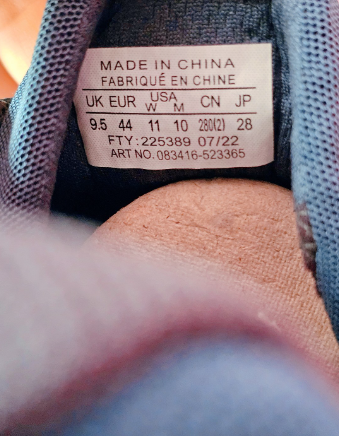 MADE IN CHINA
FABRIQUÉ EN CHINE
UK EUR USA W M CN JP
9.5 44 11 10 280(2) 28
FTY:225389 07/22
ART NO. 083416-523365